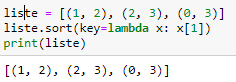 liste = [(1, 2), (2, 3), (0, 3)]
liste.sort(key=lambda x: x[1])
print(liste)
[(1, 2), (2, 3), (0, 3)]